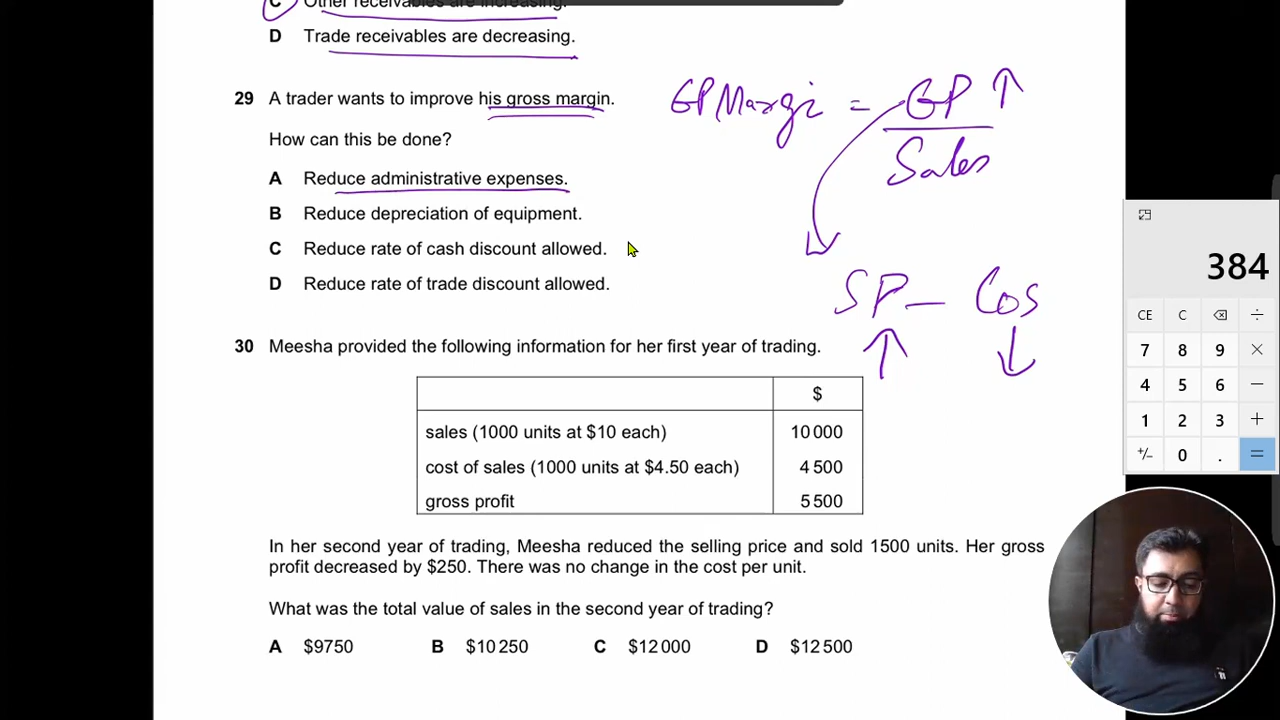 C Other receivables are increasing.
D Trade receivables are decreasing.
29 A trader wants to improve his gross margin.
How can this be done?
A Reduce administrative expenses.
B Reduce depreciation of equipment.
C Reduce rate of cash discount allowed.
D Reduce rate of trade discount allowed.
GP Margi = GP ↑
Sales
SP - Cos
↑ ↓
30 Meesha provided the following information for her first year of trading.
$
sales (1000 units at $10 each) 10 000
cost of sales (1000 units at $4.50 each) 4 500
gross profit 5 500
In her second year of trading, Meesha reduced the selling price and sold 1500 units. Her gross
profit decreased by $250. There was no change in the cost per unit.
What was the total value of sales in the second year of trading?
A $9750 B $10 250 C $12 000 D $12 500
384
CE C ⌫ ÷
7 8 9 ×
4 5 6 −
1 2 3 +
+/− 0 . =